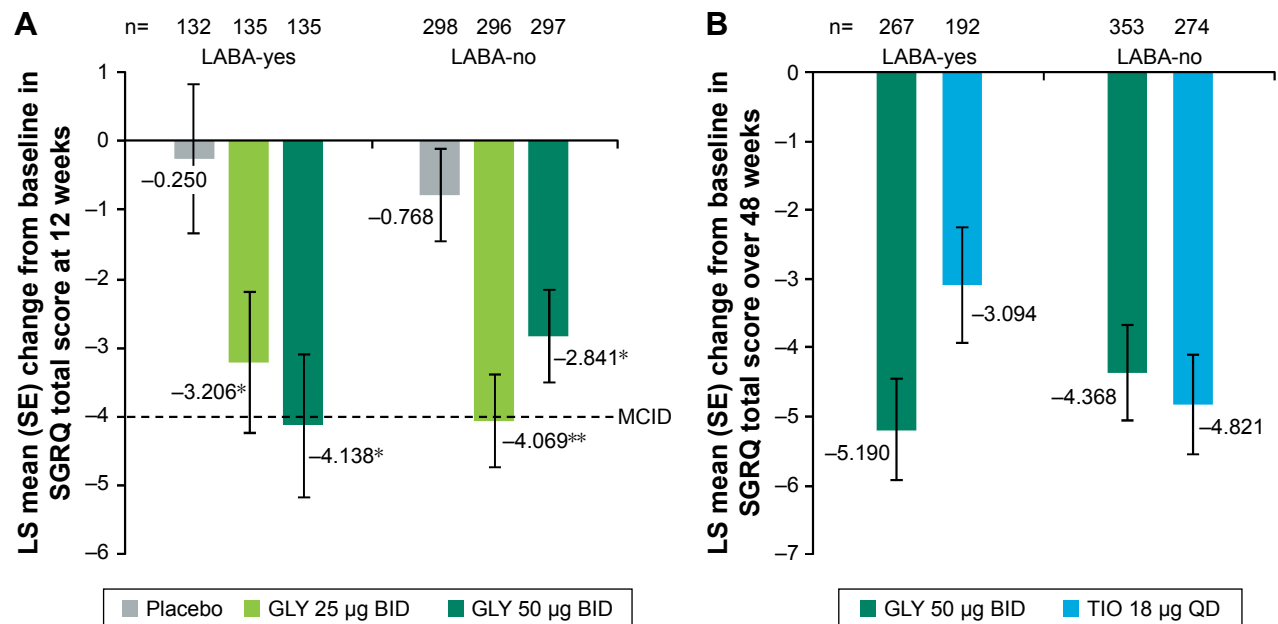 A
n= 132 135 135 298 296 297
LABA-yes LABA-no
LS mean (SE) change from baseline in
SGRQ total score at 12 weeks
1
0
–1
–2
–3
–4
–5
–6
–0.250
–3.206*
–4.138*
–0.768
–4.069**
–2.841*
MCID
Placebo GLY 25 µg BID GLY 50 µg BID
B
n= 267 192 353 274
LABA-yes LABA-no
LS mean (SE) change from baseline in
SGRQ total score over 48 weeks
0
–1
–2
–3
–4
–5
–6
–7
–5.190
–3.094
–4.368
–4.821
GLY 50 µg BID TIO 18 µg QD